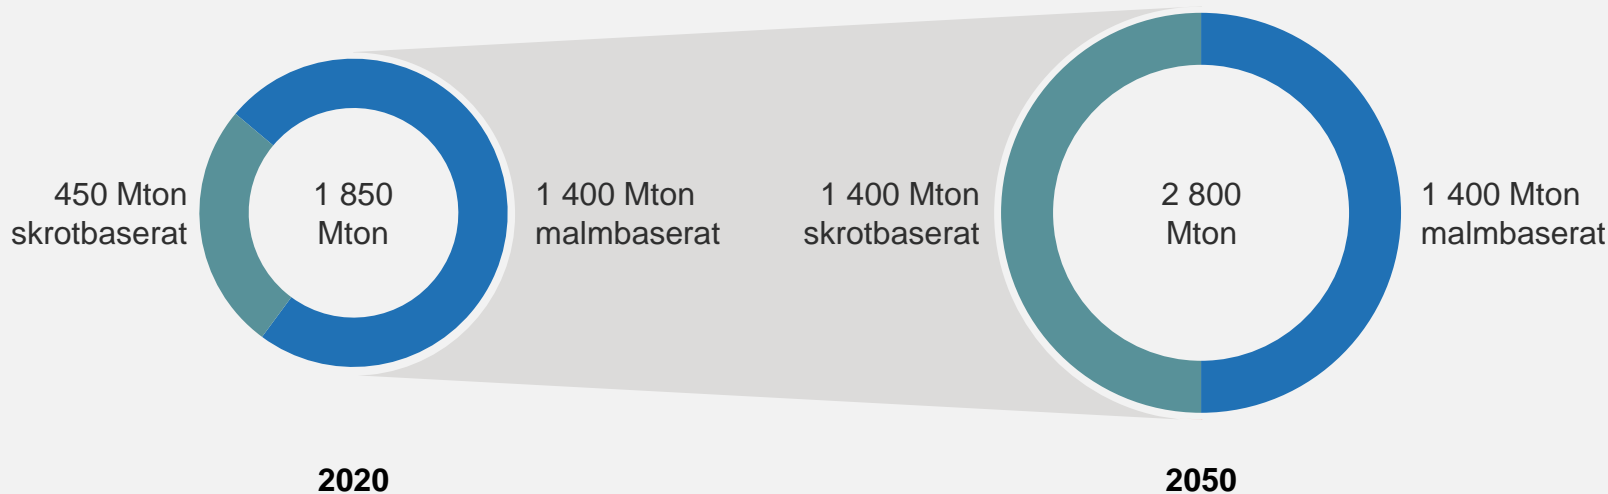 450 Mton
skrotbaserat
1 850
Mton
1 400 Mton
malmbaserat
2020
1 400 Mton
skrotbaserat
2 800
Mton
1 400 Mton
malmbaserat
2050